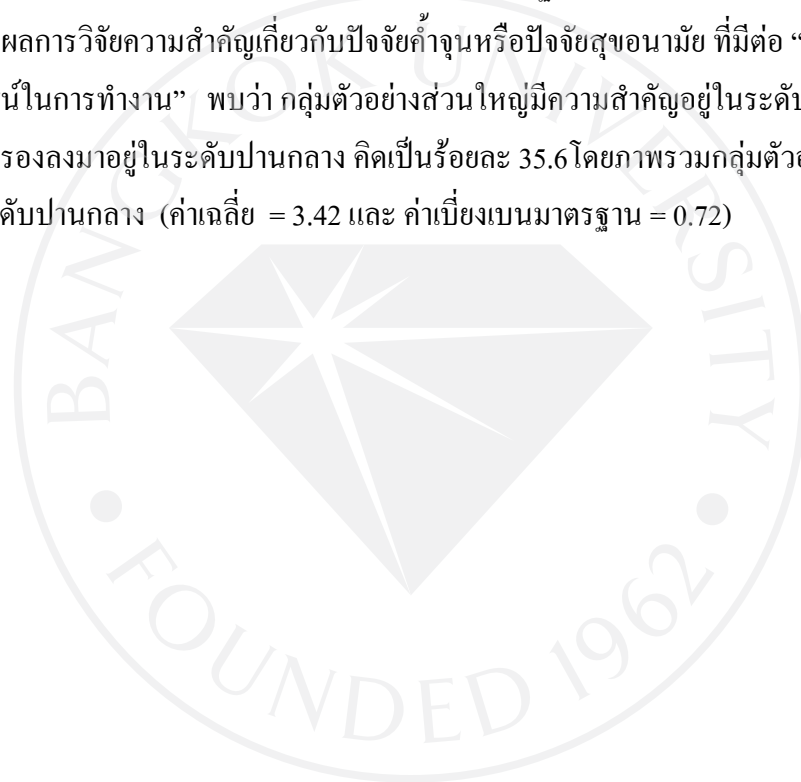 ผลการวิจัยความสำคัญเกี่ยวกับปัจจัยค้ำจุนหรือปัจจัยสุขอนามัย ที่มีต่อ “
น์ในการทำงาน” พบว่า กลุ่มตัวอย่างส่วนใหญ่มีความสำคัญอยู่ในระดับ
รองลงมาอยู่ในระดับปานกลาง คิดเป็นร้อยละ 35.6โดยภาพรวมกลุ่มตัวอ
ดับปานกลาง (ค่าเฉลี่ย = 3.42 และ ค่าเบี่ยงเบนมาตรฐาน = 0.72)
BANGKOK UNIVERSITY
FOUNDED 1962